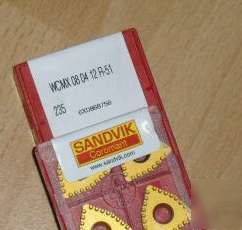 WCMX 08 04 12 R-51
235
SANDVIK
Coromant
www.sandvik.com